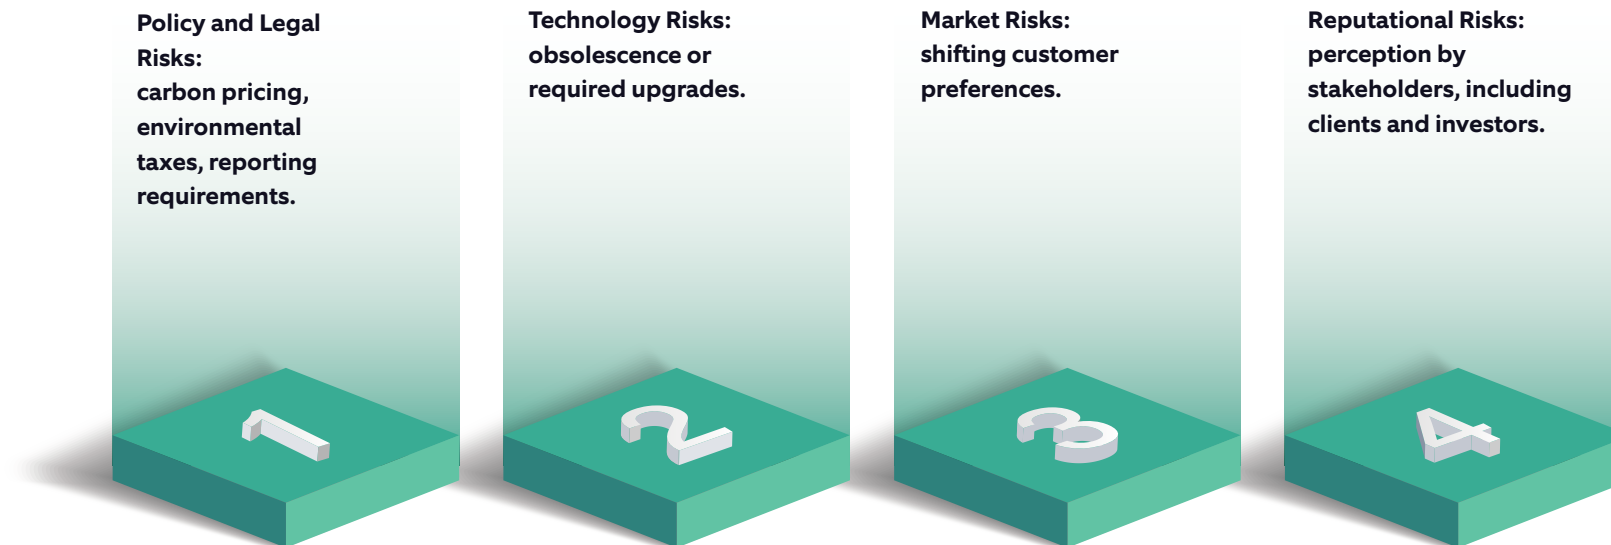 Policy and Legal
Risks:
carbon pricing,
environmental
taxes, reporting
requirements.
1
Technology Risks:
obsolescence or
required upgrades.
2
Market Risks:
shifting customer
preferences.
3
Reputational Risks:
perception by
stakeholders, including
clients and investors.
4